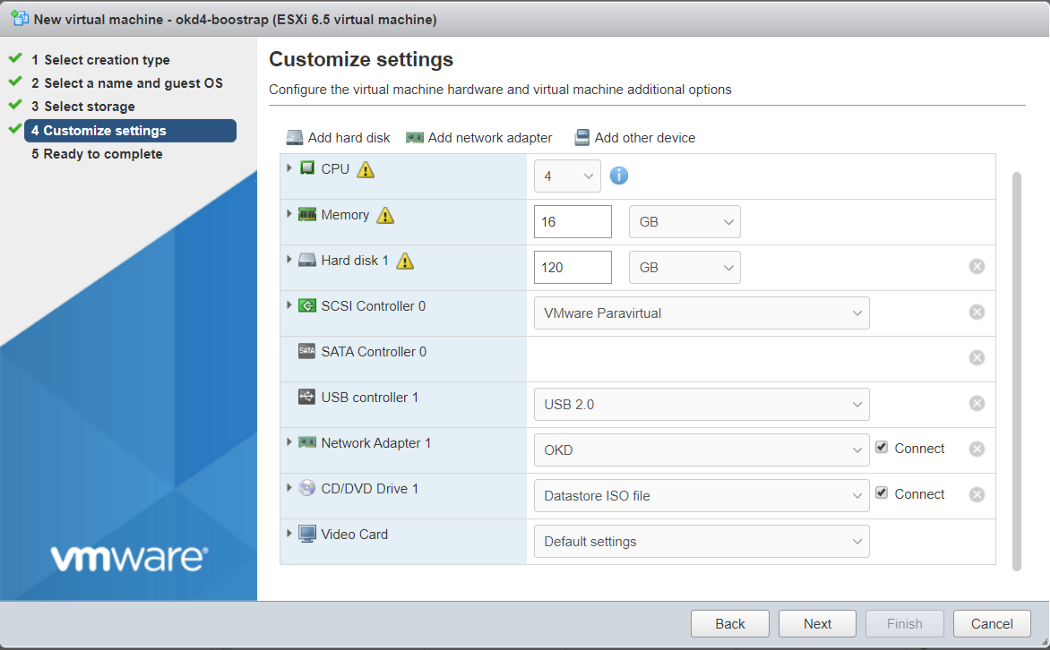 New virtual machine - okd4-boostrap (ESXi 6.5 virtual machine)
1 Select creation type
2 Select a name and guest OS
3 Select storage
4 Customize settings
5 Ready to complete
vmware®
Customize settings
Configure the virtual machine hardware and virtual machine additional options
Add hard disk Add network adapter Add other device
CPU 4
Memory 16 GB
Hard disk 1 120 GB
SCSI Controller 0 VMware Paravirtual
SATA SATA Controller 0
USB controller 1 USB 2.0
Network Adapter 1 OKD Connect
CD/DVD Drive 1 Datastore ISO file Connect
Video Card Default settings
Back Next Finish Cancel